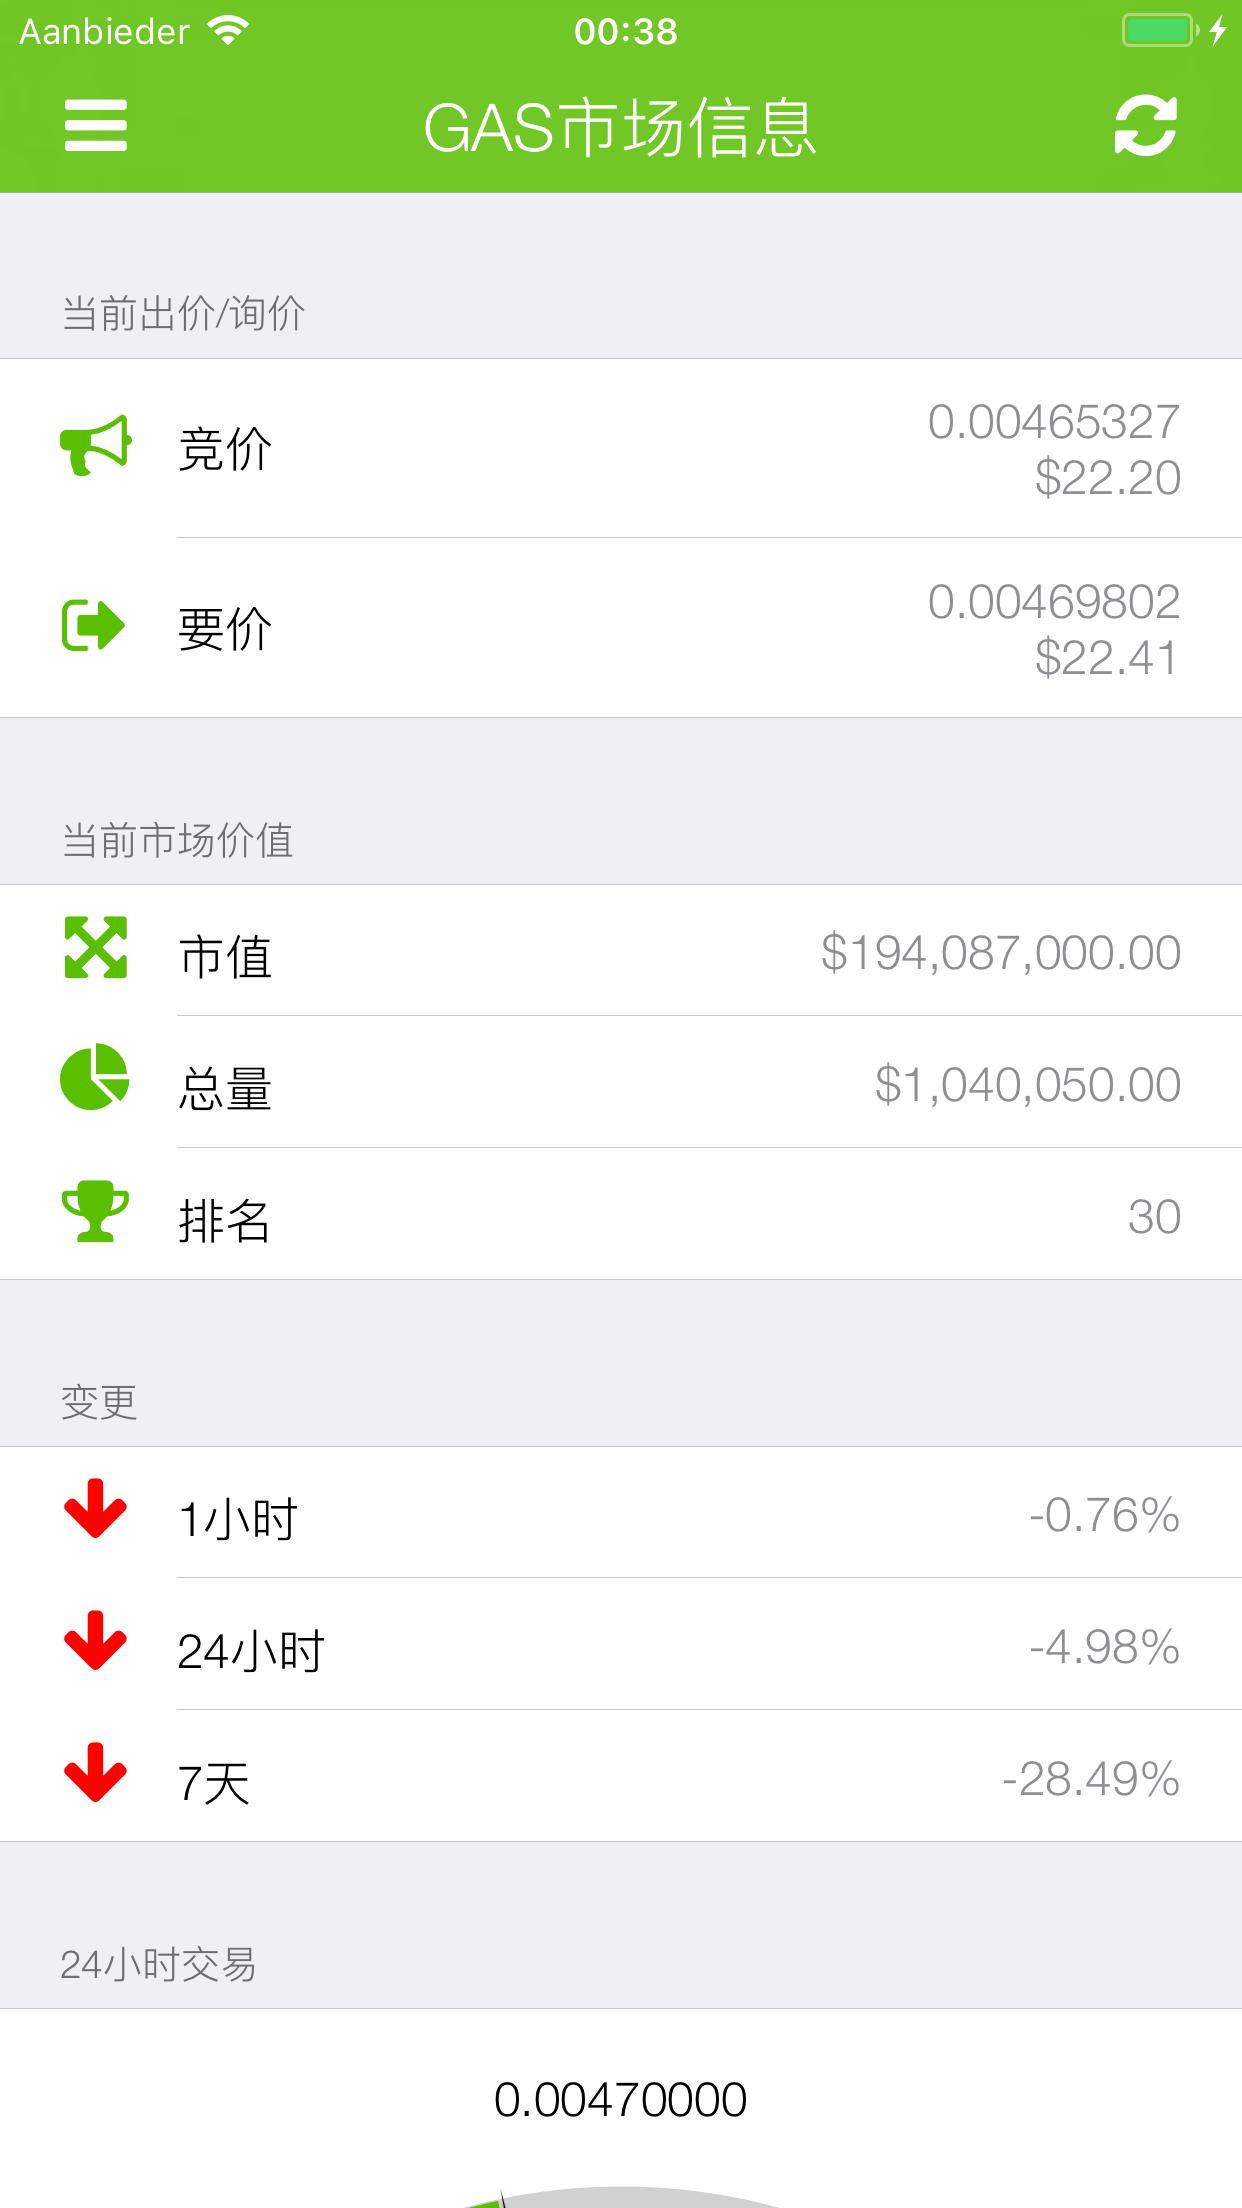 Aanbieder 00:38
GAS市场信息
当前出价/询价
竞价
0.00465327
$22.20
要价
0.00469802
$22.41
当前市场价值
市值 $194,087,000.00
总量 $1,040,050.00
排名 30
变更
1小时 -0.76%
24小时 -4.98%
7天 -28.49%
24小时交易
0.00470000